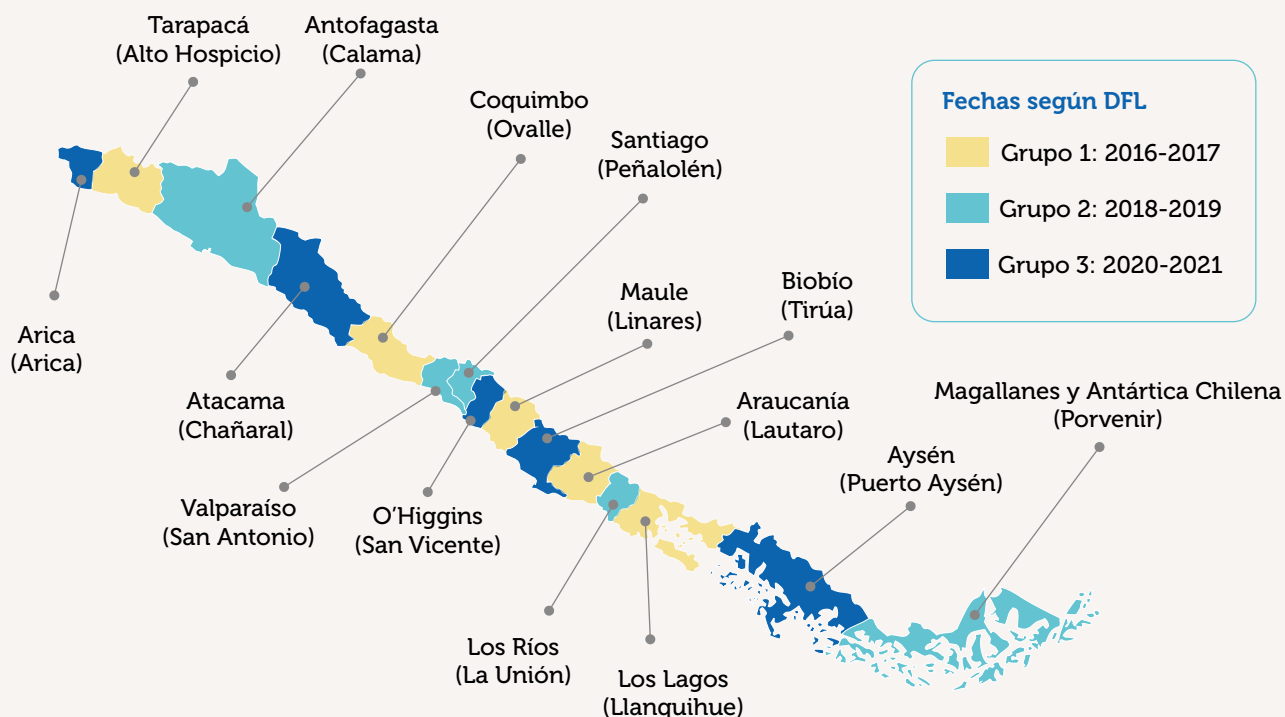 Tarapacá
(Alto Hospicio)
Antofagasta
(Calama)
Coquimbo
(Ovalle)
Santiago
(Peñalolén)
Fechas según DFL
Grupo 1: 2016-2017
Grupo 2: 2018-2019
Grupo 3: 2020-2021
Maule
(Linares)
Biobío
(Tirúa)
Arica
(Arica)
Atacama
(Chañaral)
Araucanía
(Lautaro)
Magallanes y Antártica Chilena
(Porvenir)
Aysén
(Puerto Aysén)
Valparaíso
(San Antonio)
O'Higgins
(San Vicente)
Los Ríos
(La Unión)
Los Lagos
(Llanquihue)